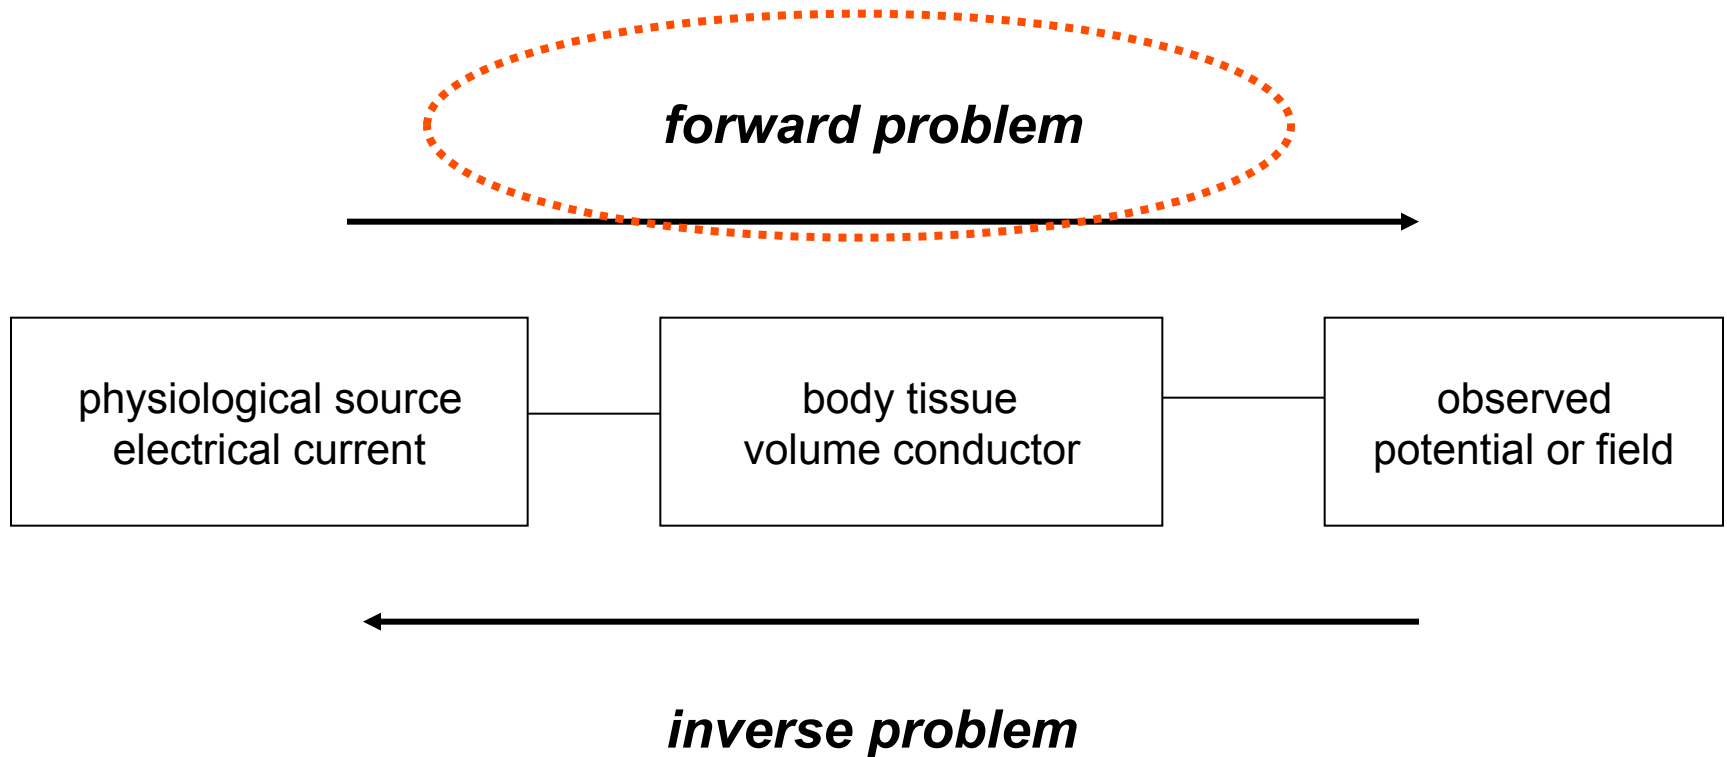 forward problem
physiological source
electrical current
body tissue
volume conductor
observed
potential or field
inverse problem